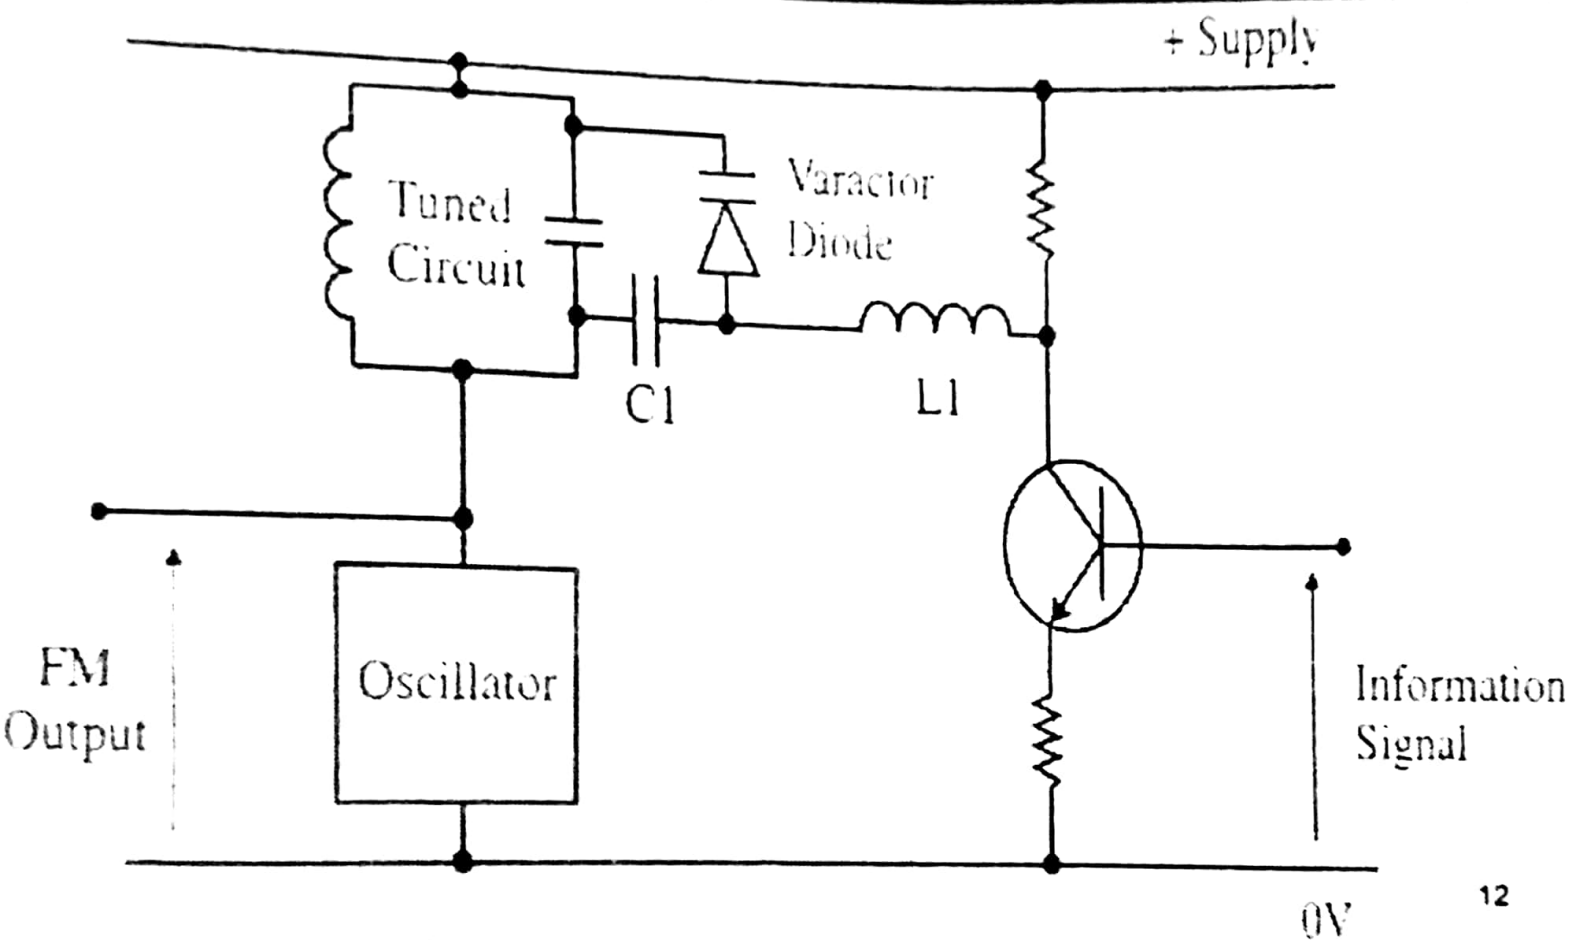 + Supply
Tuned
Circuit
Varactor
Diode
C1
L1
FM
Output
Oscillator
Information
Signal
0V
12